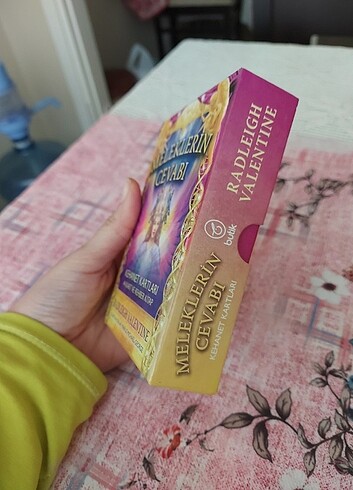 MELEKLERİN
CEVABI
KEHANET KARTLARI
RADLEIGH VALENTINE
MELEKLERİN
CEVABI
KEHANET KARTLARI
butik
RADLEIGH
VALENTINE